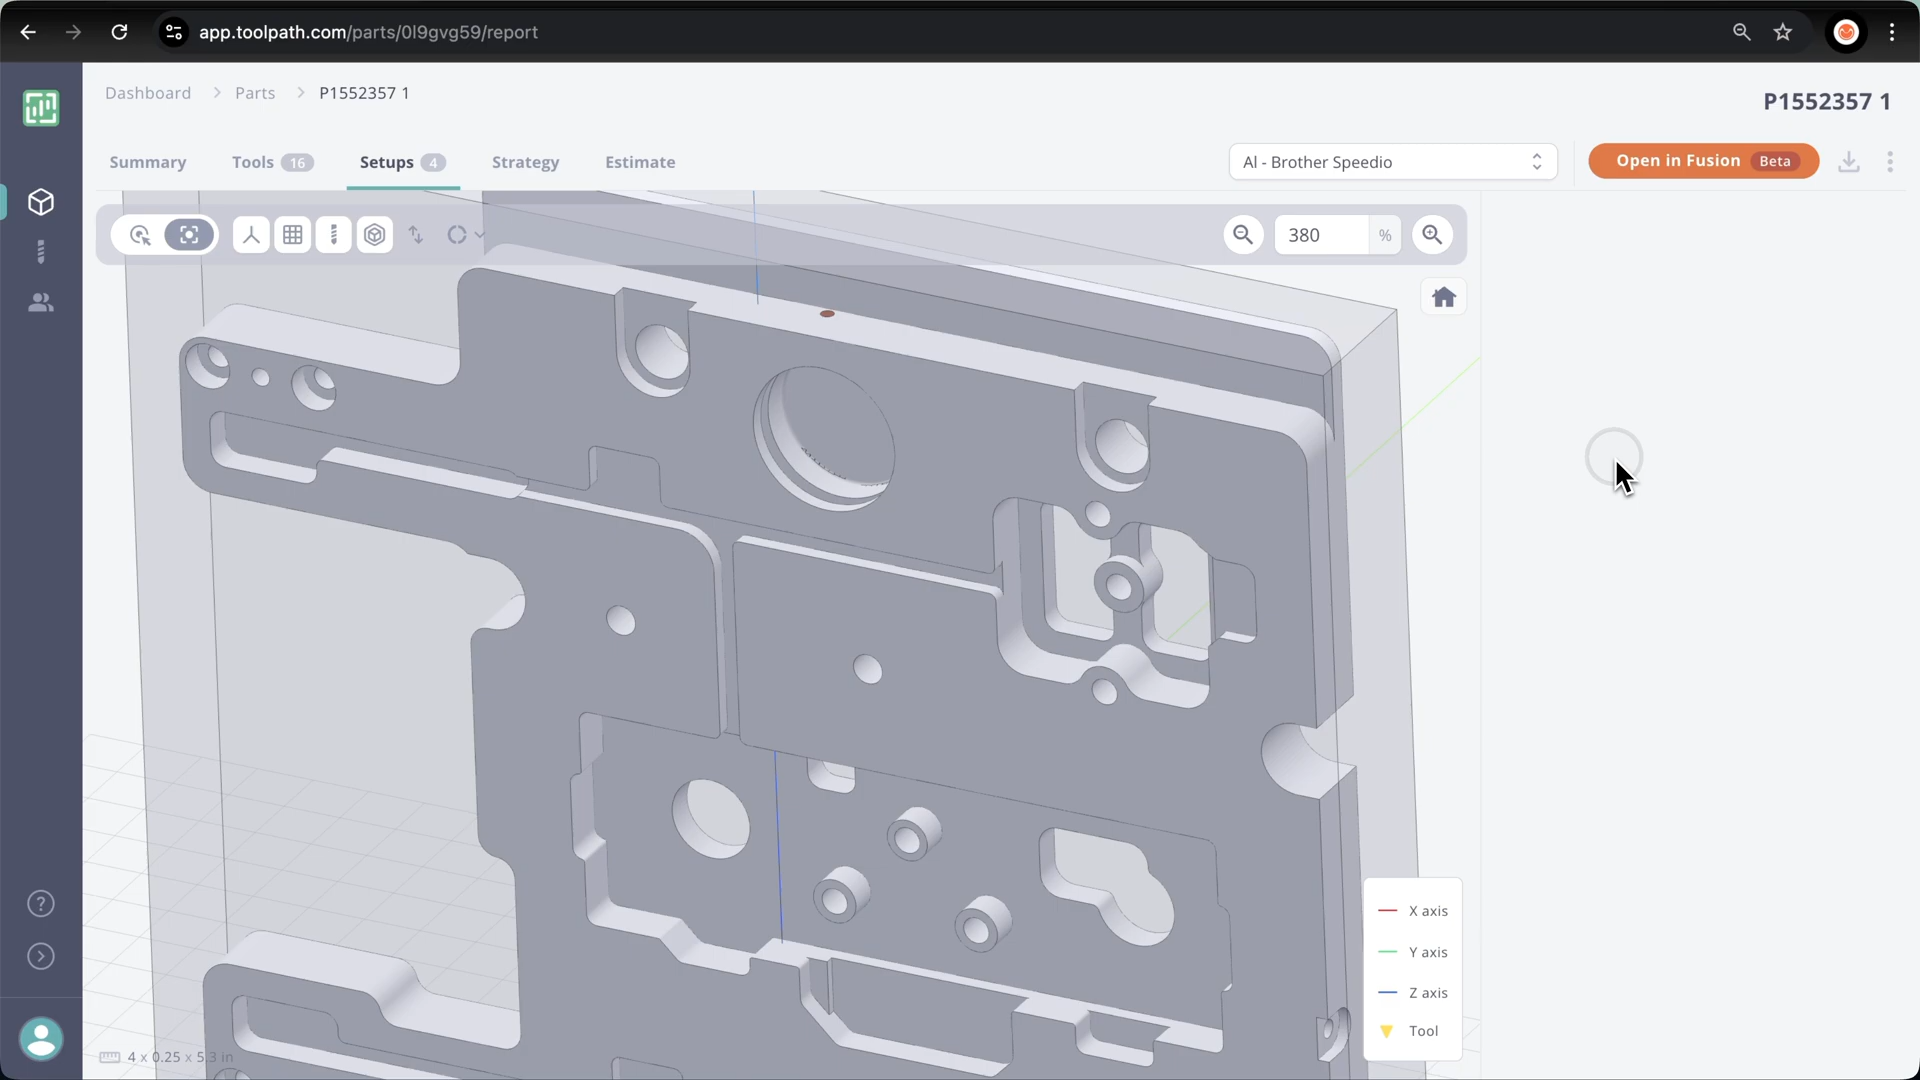 app.toolpath.com/parts/0l9gvg59/report
Dashboard > Parts > P1552357 1
P1552357 1
Summary Tools 16 Setups 4 Strategy Estimate
Al - Brother Speedio
Open in Fusion Beta
380 %
X axis
Y axis
Z axis
Tool
4 x 0.25 x 5.3 in